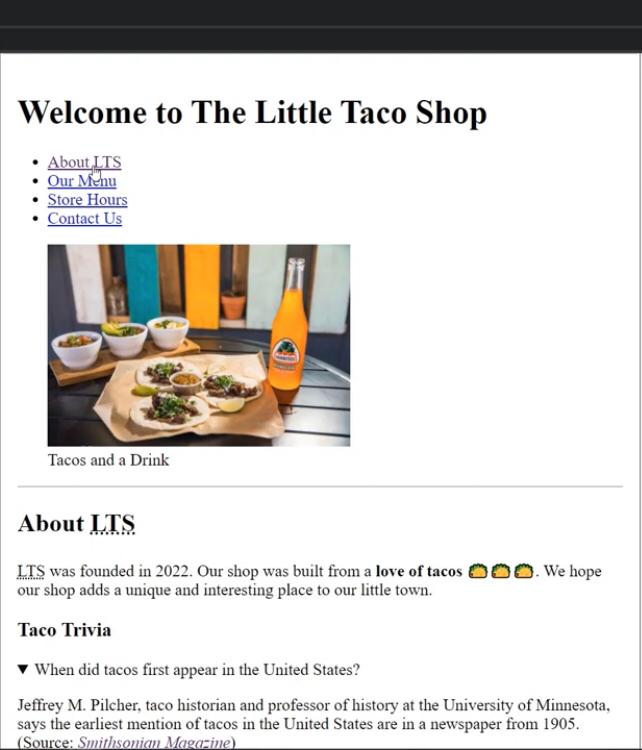 Welcome to The Little Taco Shop
About LTS
Our Menu
Store Hours
Contact Us
Tacos and a Drink
About LTS
LTS was founded in 2022. Our shop was built from a love of tacos 🌮🌮🌮. We hope
our shop adds a unique and interesting place to our little town.
Taco Trivia
▼ When did tacos first appear in the United States?
Jeffrey M. Pilcher, taco historian and professor of history at the University of Minnesota,
says the earliest mention of tacos in the United States are in a newspaper from 1905.
(Source: Smithsonian Magazine)